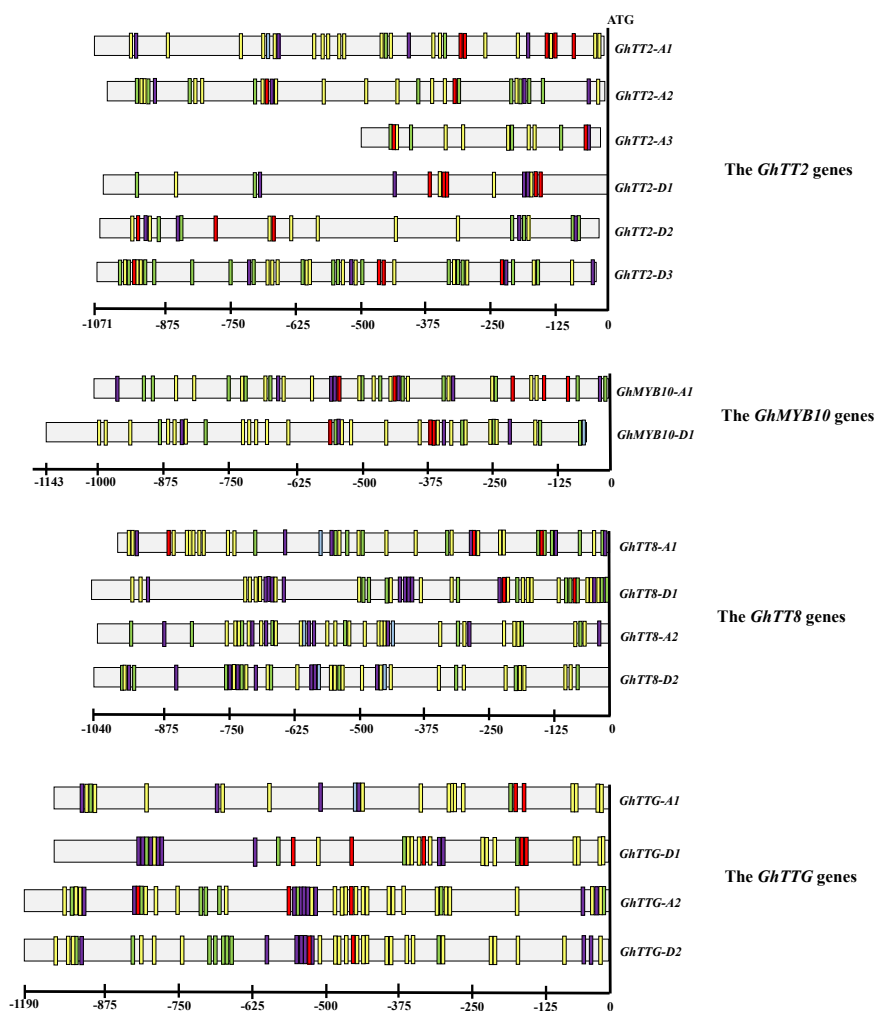 ATG
GhTT2-A1
GhTT2-A2
GhTT2-A3
The GhTT2 genes
GhTT2-D1
GhTT2-D2
GhTT2-D3
-1071 -875 -750 -625 -500 -375 -250 -125 0
GhMYB10-A1
The GhMYB10 genes
GhMYB10-D1
-1143 -1000 -875 -750 -625 -500 -375 -250 -125 0
GhTT8-A1
GhTT8-D1
The GhTT8 genes
GhTT8-A2
GhTT8-D2
-1040 -875 -750 -625 -500 -375 -250 -125 0
GhTTG-A1
GhTTG-D1
The GhTTG genes
GhTTG-A2
GhTTG-D2
-1190 -875 -750 -625 -500 -375 -250 -125 0